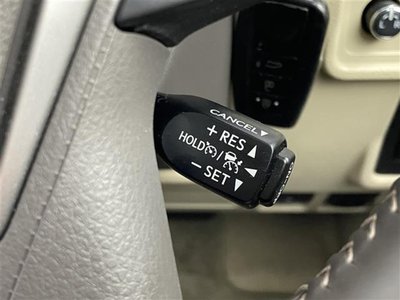 CANCEL▼
+RES▲
HOLD /
−SET▼